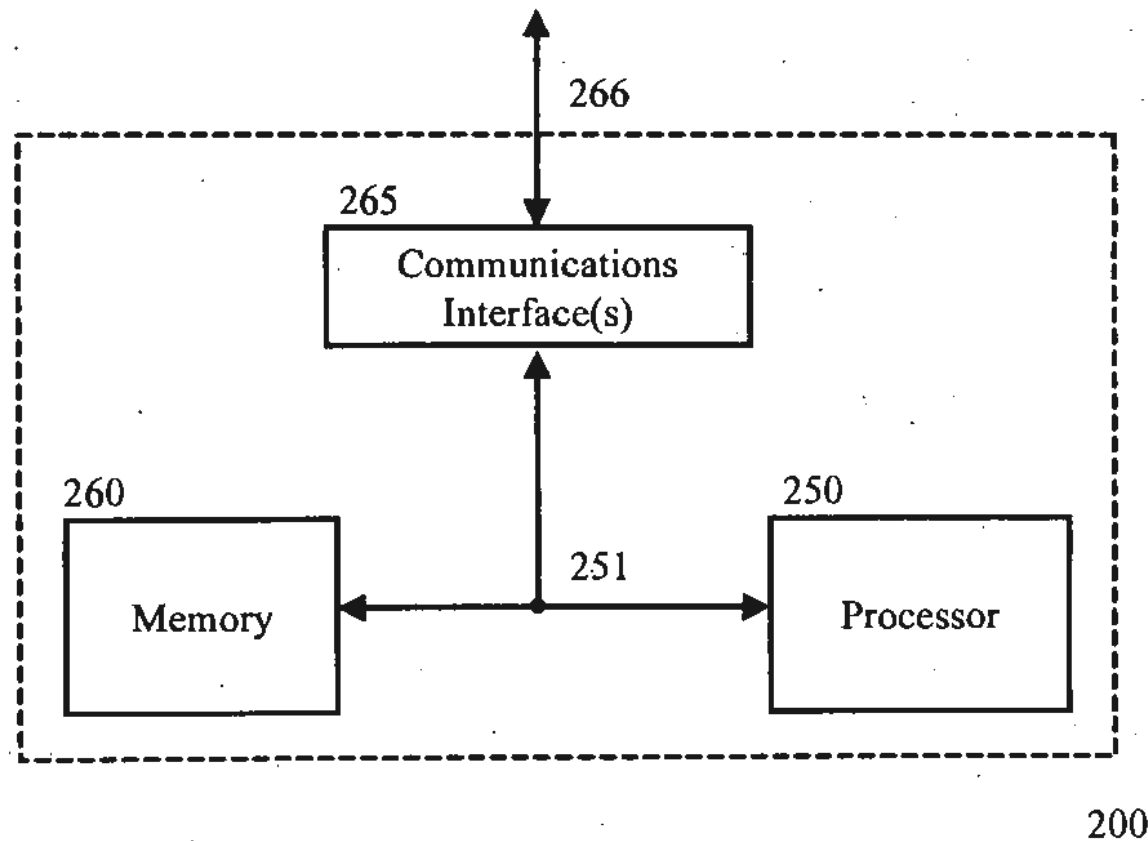 266
265
Communications
Interface(s)
260
250
251
Memory
Processor
200